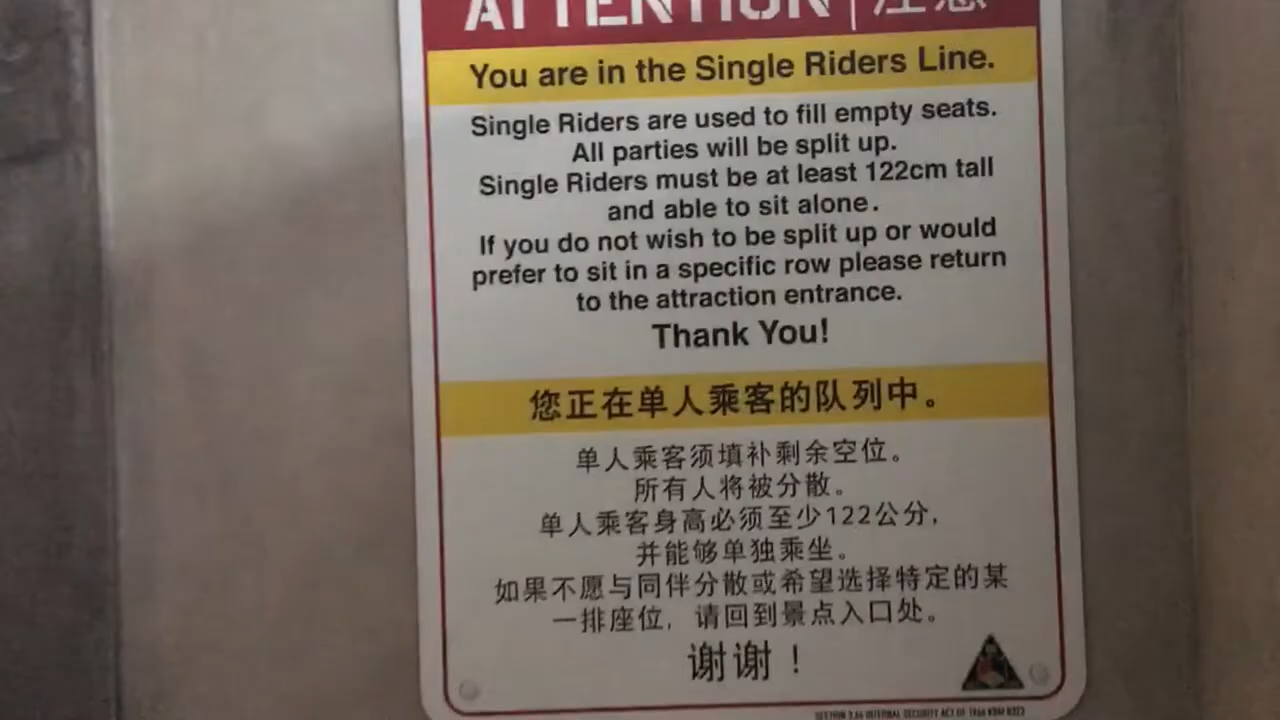 ATTENTION | 注意
You are in the Single Riders Line.
Single Riders are used to fill empty seats.
All parties will be split up.
Single Riders must be at least 122cm tall
and able to sit alone.
If you do not wish to be split up or would
prefer to sit in a specific row please return
to the attraction entrance.
Thank You!
您正在单人乘客的队列中。
单人乘客须填补剩余空位。
所有人将被分散。
单人乘客身高必须至少122公分,
并能够单独乘坐。
如果不愿与同伴分散或希望选择特定的某
一排座位, 请回到景点入口处。
谢谢!
INTERNAL SECURITY ACT OF